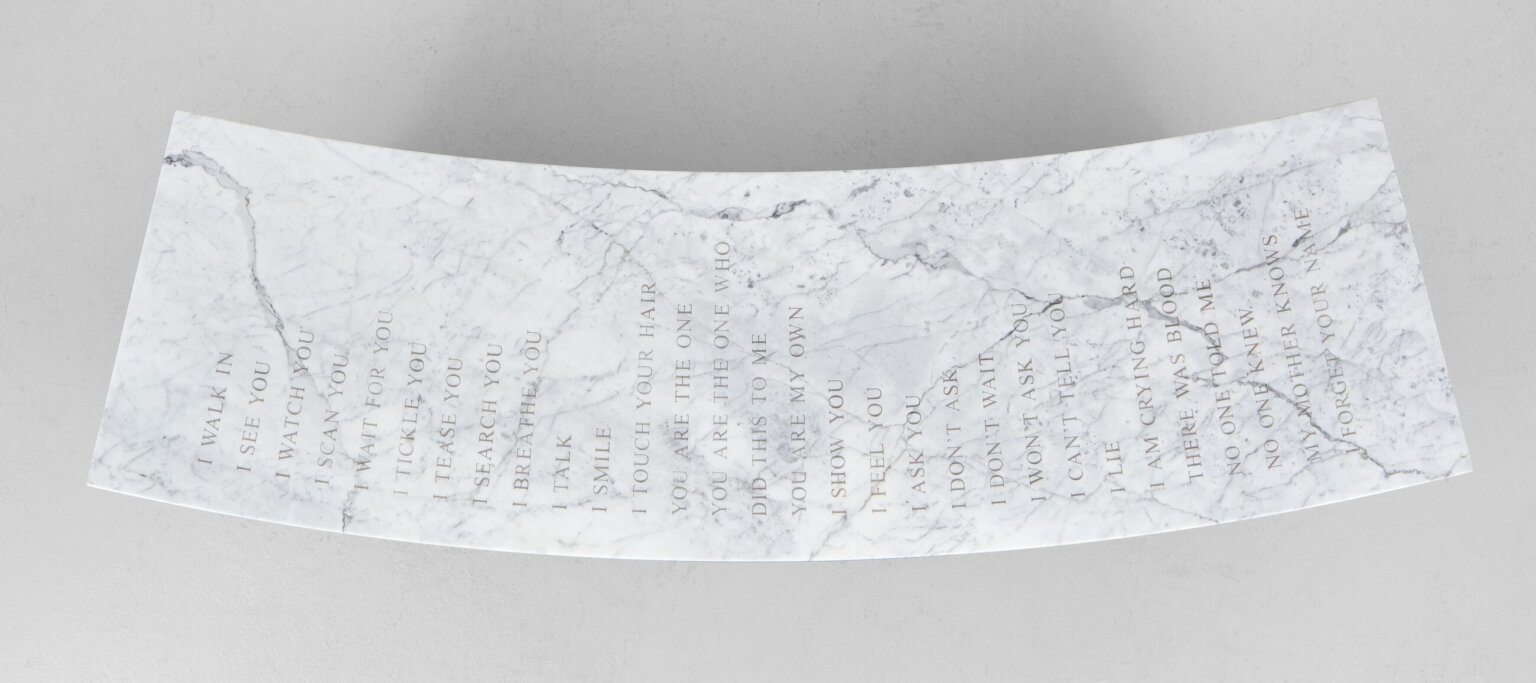 I WALK IN
I SEE YOU
I WATCH YOU
I SCAN YOU
I WAIT FOR YOU
I TICKLE YOU
I TEASE YOU
I SEARCH YOU
I BREATHE YOU
I TALK
I SMILE
I TOUCH YOUR HAIR
YOU ARE THE ONE
YOU ARE THE ONE WHO
DID THIS TO ME
YOU ARE MY OWN
I SHOW YOU
I FEEL YOU
I ASK YOU
I DON'T ASK
I DON'T WAIT
I WON'T ASK YOU
I CAN'T TELL YOU
I LIE
I AM CRYING HARD
THERE WAS BLOOD
NO ONE TOLD ME
NO ONE KNEW
NO ONE KNOWS
MY MOTHER KNOWS
I FORGET YOUR NAME